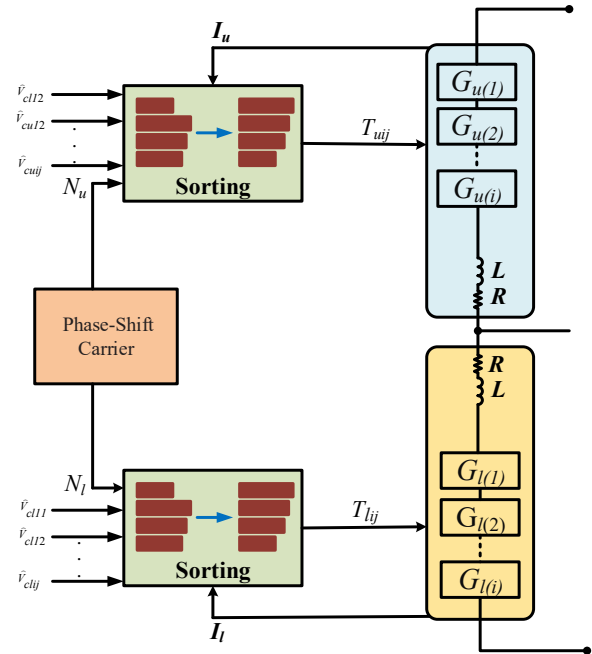 I_u
G_u(1)
v̂_cl12
v̂_cu12
G_u(2)
T_uij
v̂_cuij
Sorting
N_u
G_u(i)
L
R
Phase-Shift
Carrier
R
L
G_l(1)
N_l
v̂_cl11
T_lij
G_l(2)
v̂_cl12
Sorting
v̂_clij
G_l(i)
I_l